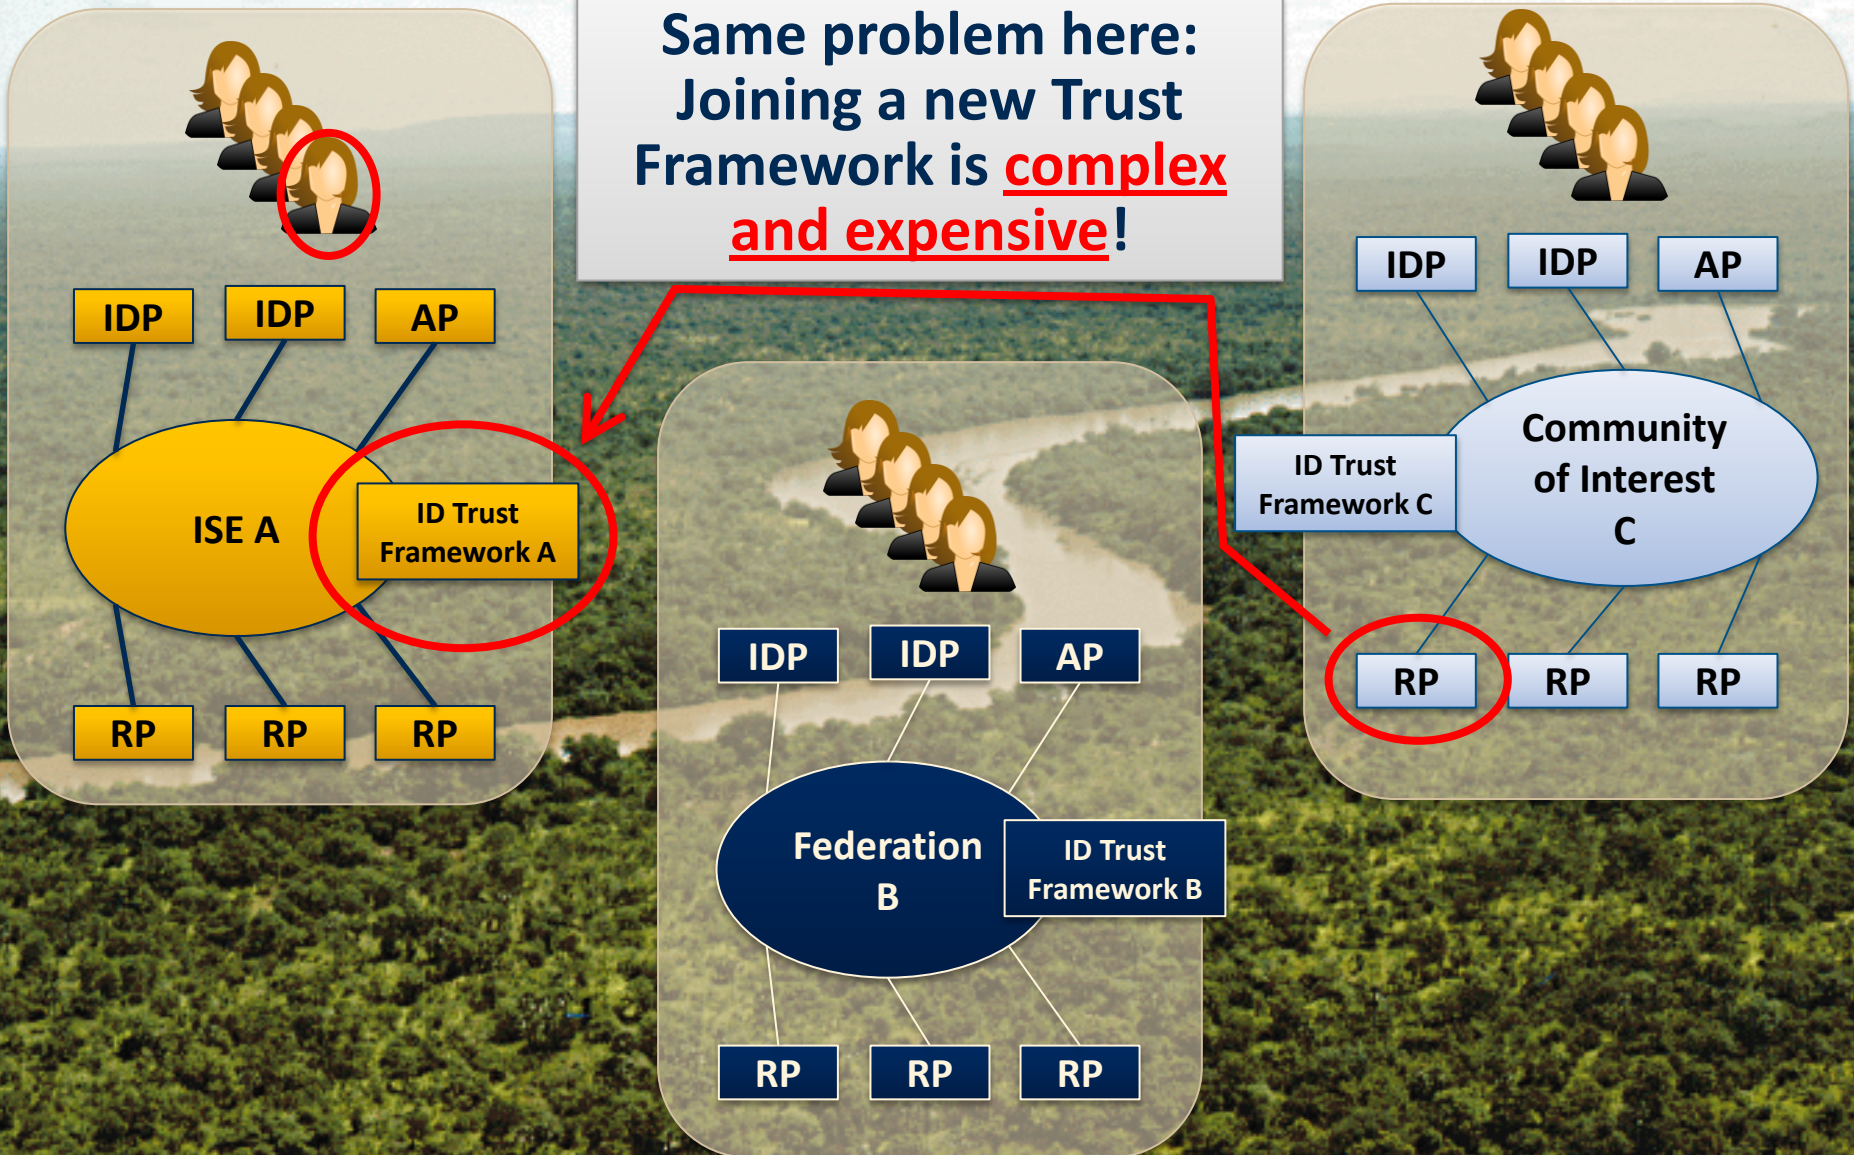 Same problem here:
Joining a new Trust
Framework is complex
and expensive!
IDP
IDP
AP
ISE A
ID Trust
Framework A
RP
RP
RP
IDP
IDP
AP
Federation
B
ID Trust
Framework B
RP
RP
RP
IDP
IDP
AP
Community
of Interest
C
ID Trust
Framework C
RP
RP
RP